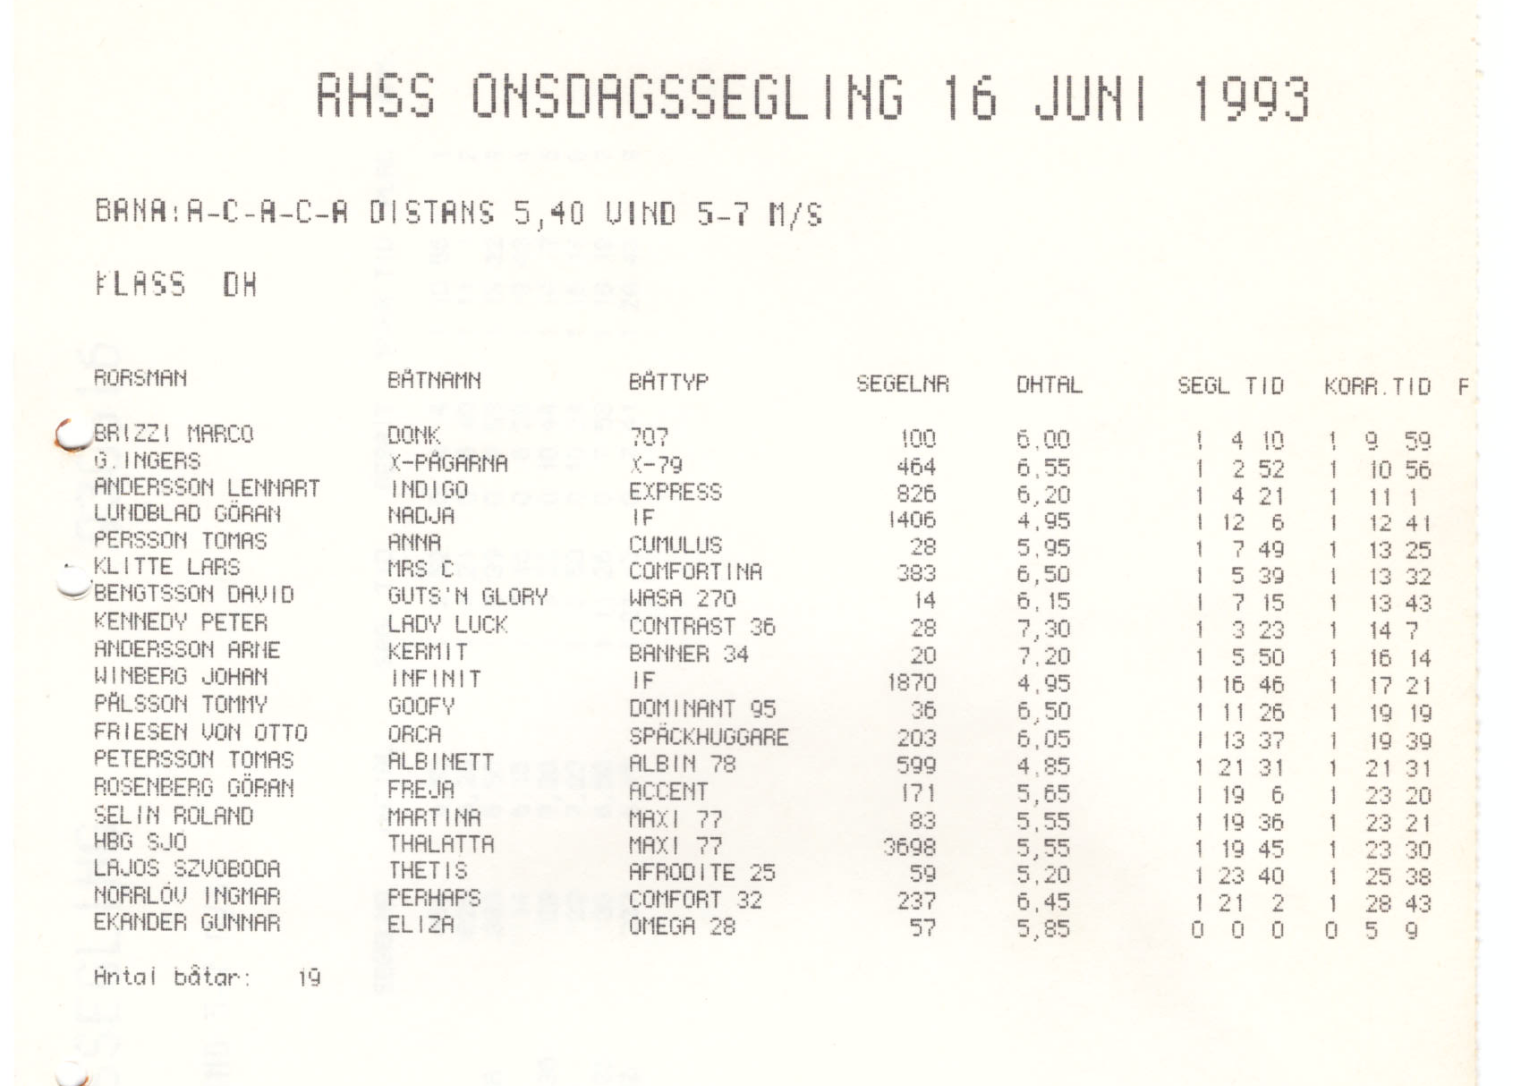 RHSS ONSDAGSSEGLING 16 JUNI 1993
BANA:A-C-A-C-A DISTANS 5,40 VIND 5-7 M/S
KLASS DH
RORSMAN BÅTNAMN BÅTTYP SEGELNR DHTAL SEGL TID KORR.TID F
BRIZZI MARCO DONK 707 100 6,00 1 4 10 1 9 59
G.INGERS X-PÅGARNA X-79 464 6,55 1 2 52 1 10 56
ANDERSSON LENNART INDIGO EXPRESS 826 6,20 1 4 21 1 11 1
LUNDBLAD GÖRAN NADJA IF 1406 4,95 1 12 6 1 12 41
PERSSON TOMAS ANNA CUMULUS 28 5,95 1 7 49 1 13 25
KLITTE LARS MRS C COMFORTINA 383 6,50 1 5 39 1 13 32
BENGTSSON DAVID GUTS'N GLORY WASA 270 14 6,15 1 7 15 1 13 43
KENNEDY PETER LADY LUCK CONTRAST 36 28 7,30 1 3 23 1 14 7
ANDERSSON ARNE KERMIT BANNER 34 20 7,20 1 5 50 1 16 14
WINBERG JOHAN INFINIT IF 1870 4,95 1 16 46 1 17 21
PÅLSSON TOMMY GOOFY DOMINANT 95 36 6,50 1 11 26 1 19 19
FRIESEN VON OTTO ORCA SPÄCKHUGGARE 203 6,05 1 13 37 1 19 39
PETERSSON TOMAS ALBINETT ALBIN 78 599 4,85 1 21 31 1 21 31
ROSENBERG GÖRAN FREJA ACCENT 171 5,65 1 19 6 1 23 20
SELIN ROLAND MARTINA MAXI 77 83 5,55 1 19 36 1 23 21
HBG SJO THALATTA MAXI 77 3698 5,55 1 19 45 1 23 30
LAJOS SZVOBODA THETIS AFRODITE 25 59 5,20 1 23 40 1 25 38
NORRLÖV INGMAR PERHAPS COMFORT 32 237 6,45 1 21 2 1 28 43
EKANDER GUNNAR ELIZA OMEGA 28 57 5,85 0 0 0 0 5 9
Antal båtar: 19